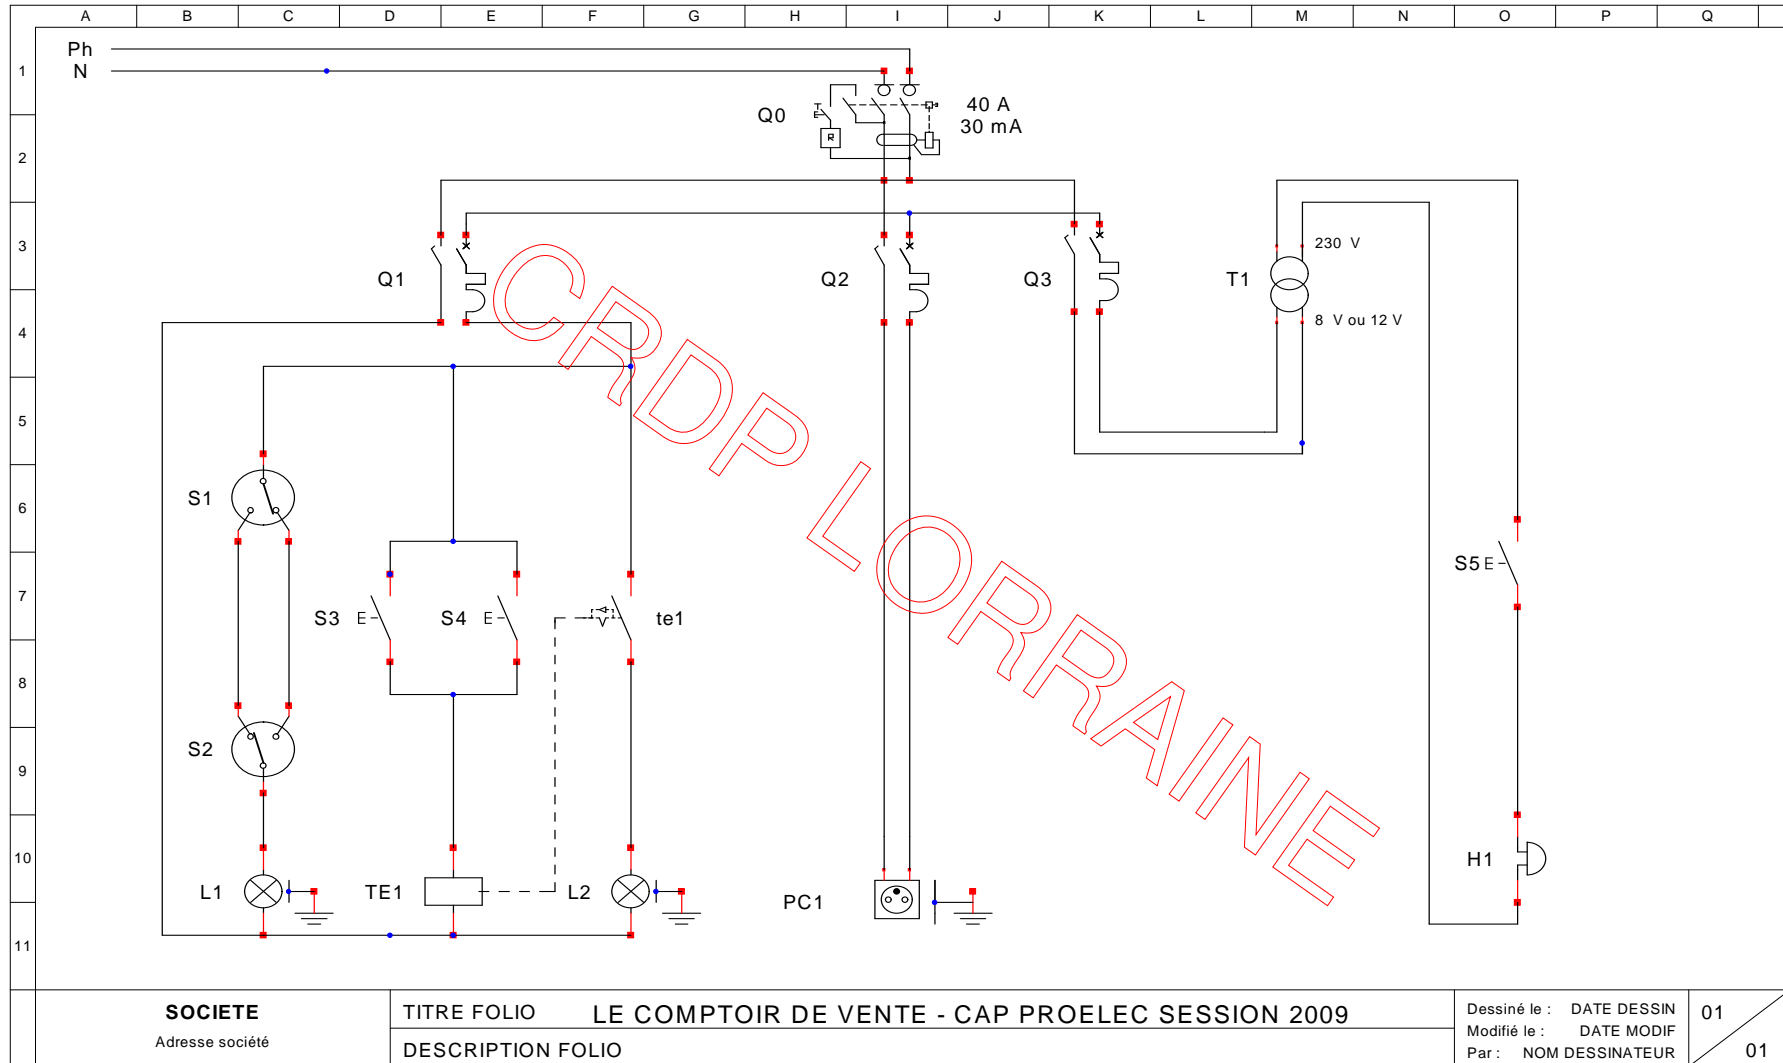 A B C D E F G H I J K L M N O P Q
1
2
3
4
5
6
7
8
9
10
11
Ph
N
Q0
R
40 A
30 mA
Q1
Q2
Q3
T1
230 V
8 V ou 12 V
S1
S2
S3
S4
te1
S5
L1
TE1
L2
PC1
H1
CRDP LORRAINE
SOCIETE
Adresse société
TITRE FOLIO LE COMPTOIR DE VENTE - CAP PROELEC SESSION 2009
DESCRIPTION FOLIO
Dessiné le : DATE DESSIN
Modifié le : DATE MODIF
Par : NOM DESSINATEUR
01
01